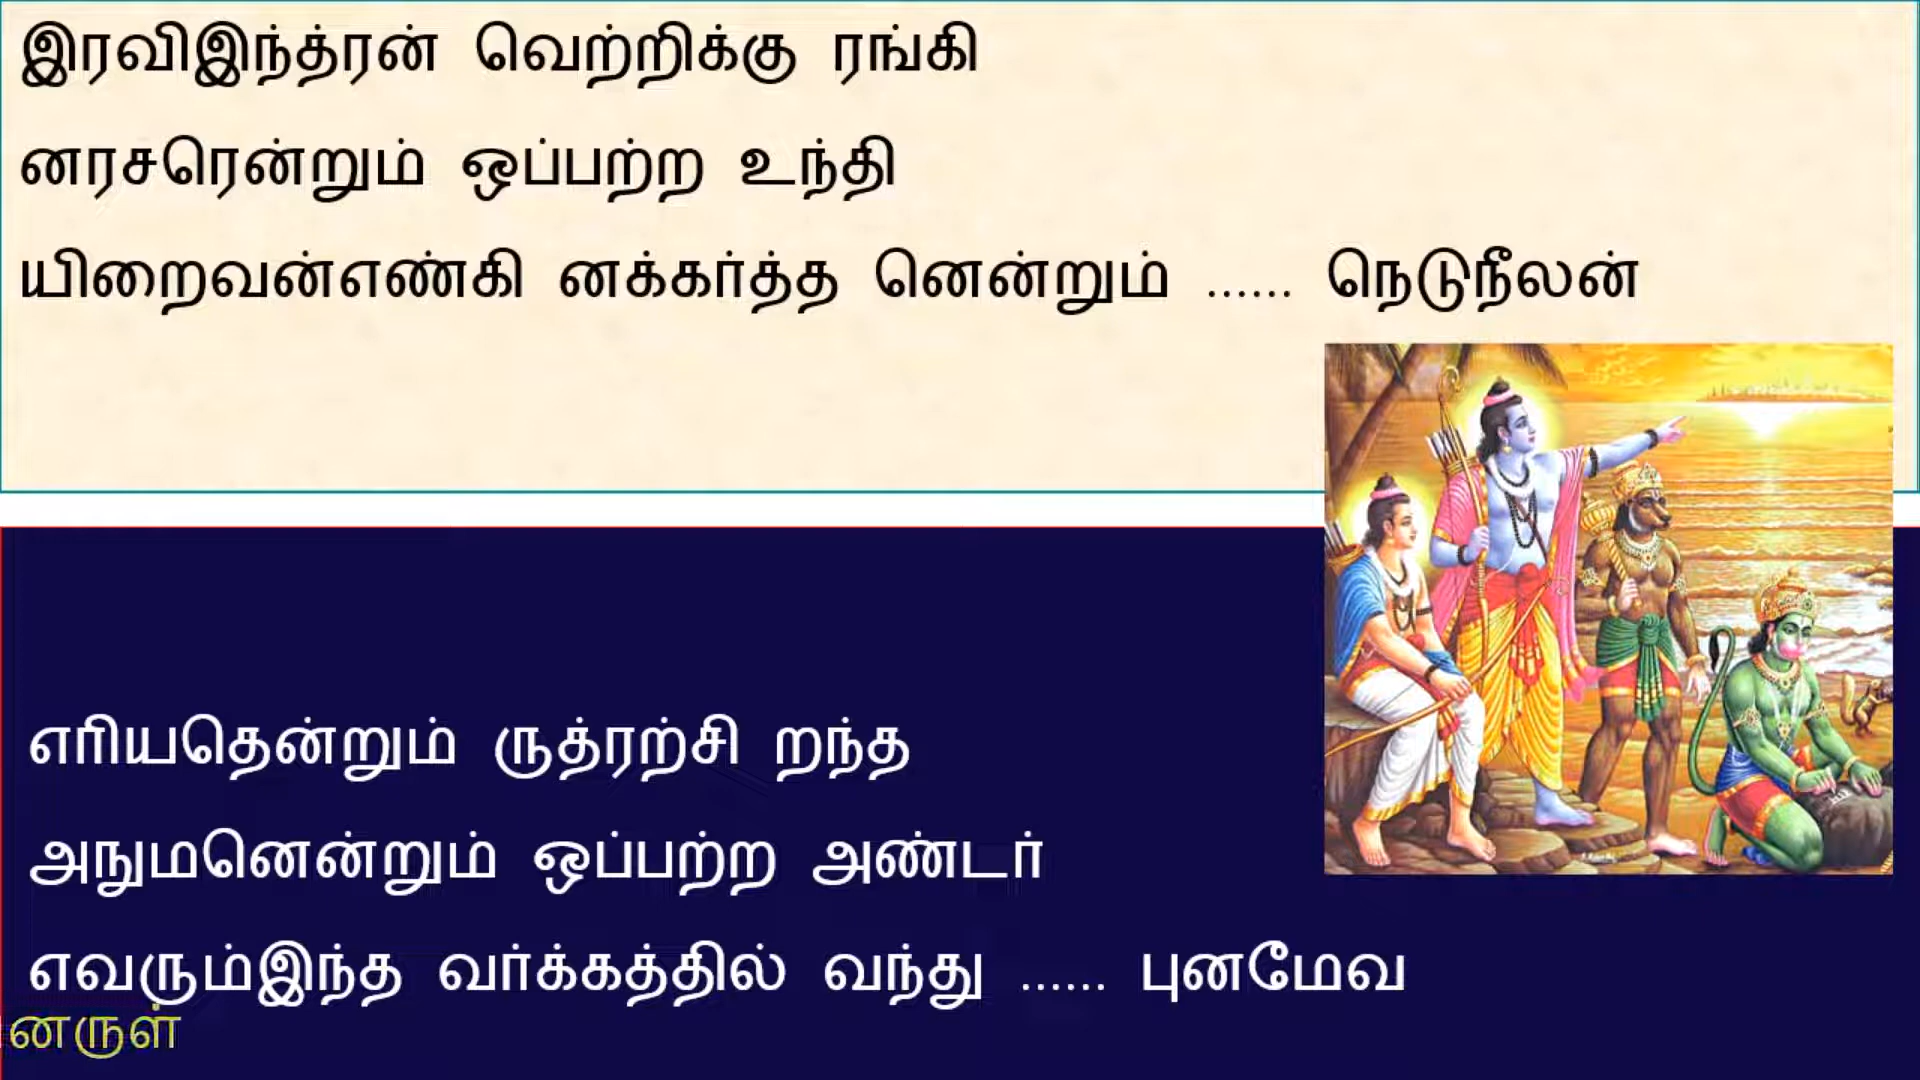 இரவிஇந்த்ரன் வெற்றிக்கு ரங்கி
னரசரென்றும் ஒப்பற்ற உந்தி
யிறைவன்எண்கி னக்கர்த்த னென்றும் ...... நெடுநீலன்
எரியதென்றும் ருத்ரற்சி றந்த
அநுமனென்றும் ஒப்பற்ற அண்டர்
எவரும்இந்த வர்க்கத்தில் வந்து ...... புனமேவ
னருள்